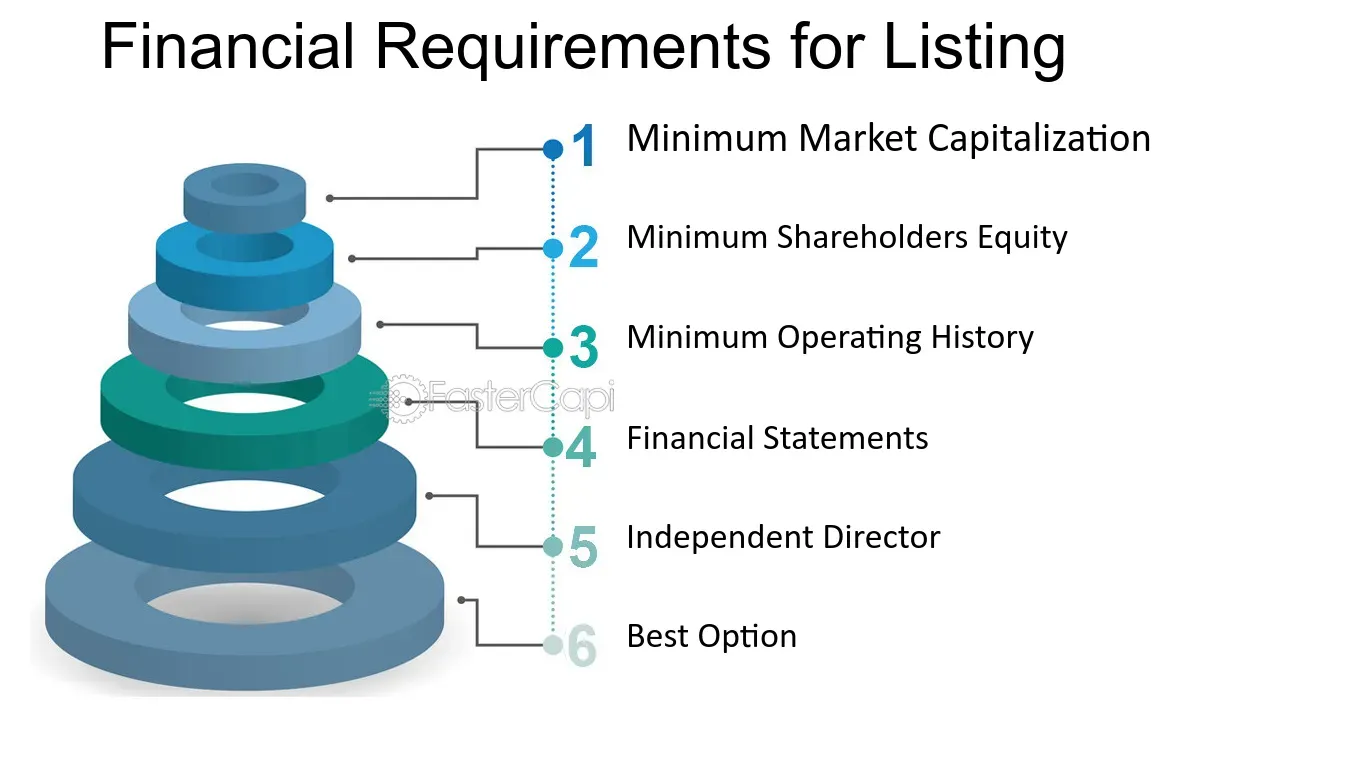 Financial Requirements for Listing
1 Minimum Market Capitalization
2 Minimum Shareholders Equity
3 Minimum Operating History
FasterCapi
4 Financial Statements
5 Independent Director
6 Best Option